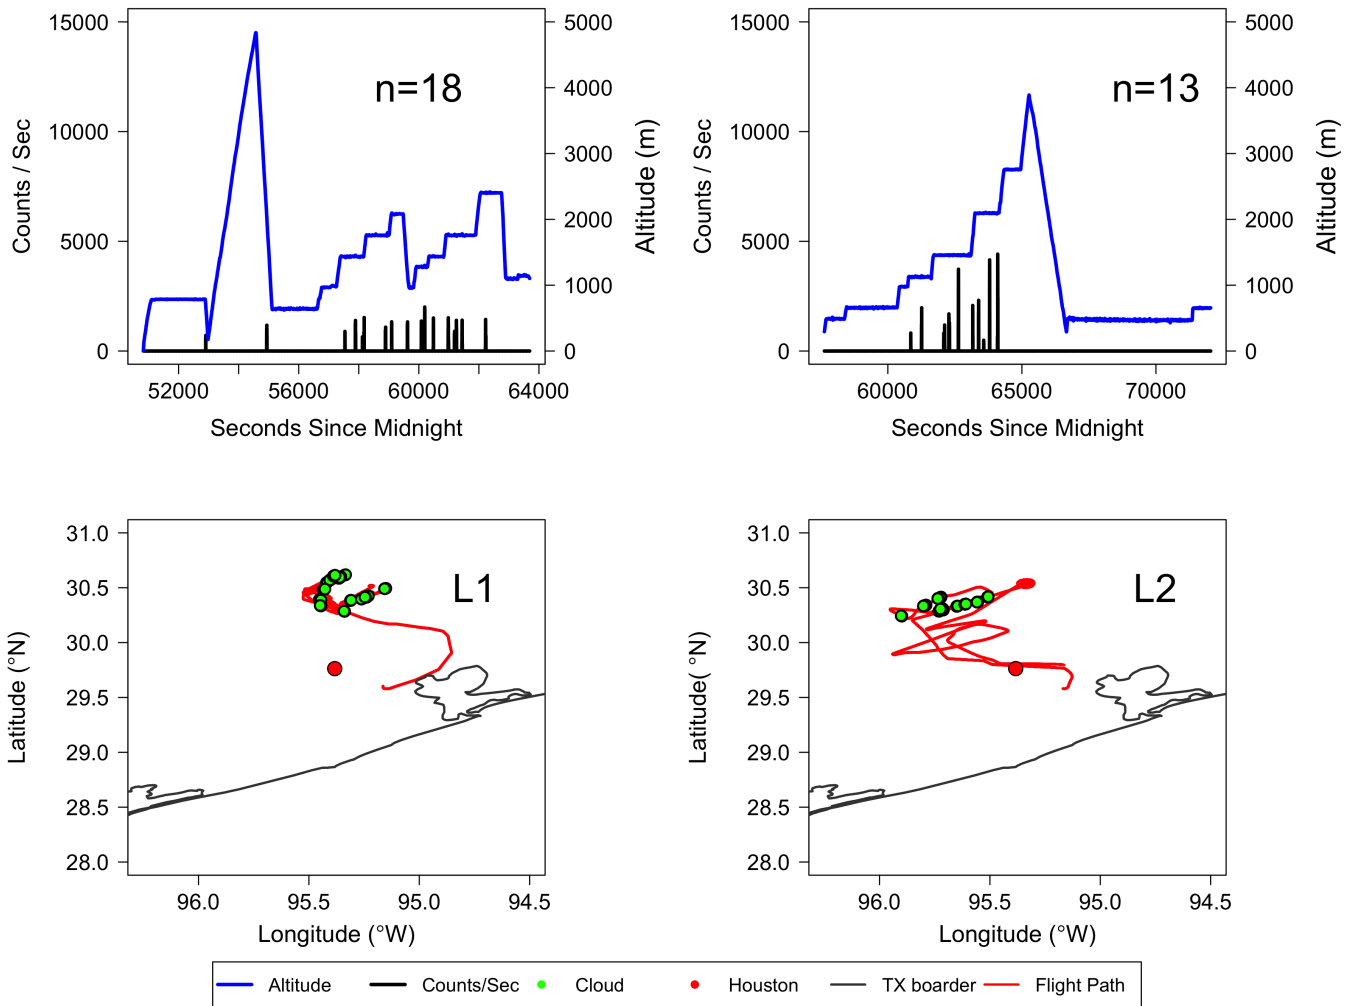 n=18
15000
10000
5000
0
Counts / Sec
5000
4000
3000
2000
1000
0
Altitude (m)
52000 56000 60000 64000
Seconds Since Midnight
n=13
15000
10000
5000
0
Counts / Sec
5000
4000
3000
2000
1000
0
Altitude (m)
60000 65000 70000
Seconds Since Midnight
L1
31.0
30.5
30.0
29.5
29.0
28.5
28.0
Latitude (°N)
96.0 95.5 95.0 94.5
Longitude (°W)
L2
31.0
30.5
30.0
29.5
29.0
28.5
28.0
Latitude( °N)
96.0 95.5 95.0 94.5
Longitude (°W)
Altitude Counts/Sec Cloud Houston TX boarder Flight Path